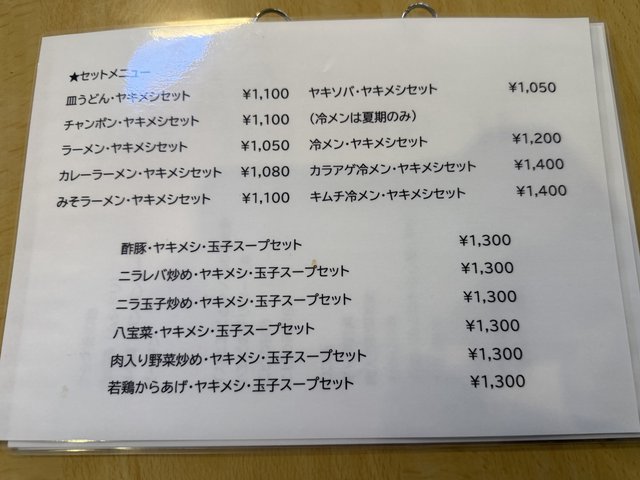 ★セットメニュー
皿うどん・ヤキメシセット ¥1,100
チャンポン・ヤキメシセット ¥1,100
ラーメン・ヤキメシセット ¥1,050
カレーラーメン・ヤキメシセット ¥1,080
みそラーメン・ヤキメシセット ¥1,100
ヤキソバ・ヤキメシセット ¥1,050
(冷メンは夏期のみ)
冷メン・ヤキメシセット ¥1,200
カラアゲ冷メン・ヤキメシセット ¥1,400
キムチ冷メン・ヤキメシセット ¥1,400
酢豚・ヤキメシ・玉子スープセット ¥1,300
ニラレバ炒め・ヤキメシ・玉子スープセット ¥1,300
ニラ玉子炒め・ヤキメシ・玉子スープセット ¥1,300
八宝菜・ヤキメシ・玉子スープセット ¥1,300
肉入り野菜炒め・ヤキメシ・玉子スープセット ¥1,300
若鶏からあげ・ヤキメシ・玉子スープセット ¥1,300